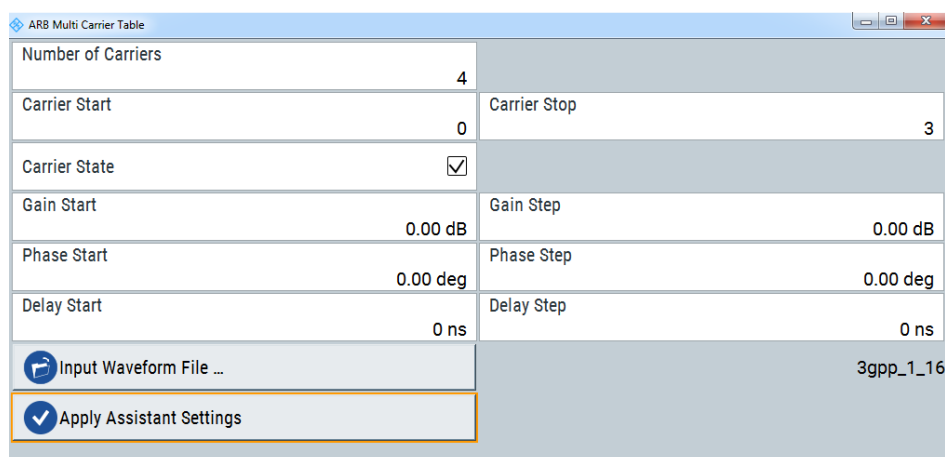 ARB Multi Carrier Table
Number of Carriers
4
Carrier Start
0
Carrier Stop
3
Carrier State
Gain Start
0.00 dB
Gain Step
0.00 dB
Phase Start
0.00 deg
Phase Step
0.00 deg
Delay Start
0 ns
Delay Step
0 ns
Input Waveform File ...
3gpp_1_16
Apply Assistant Settings